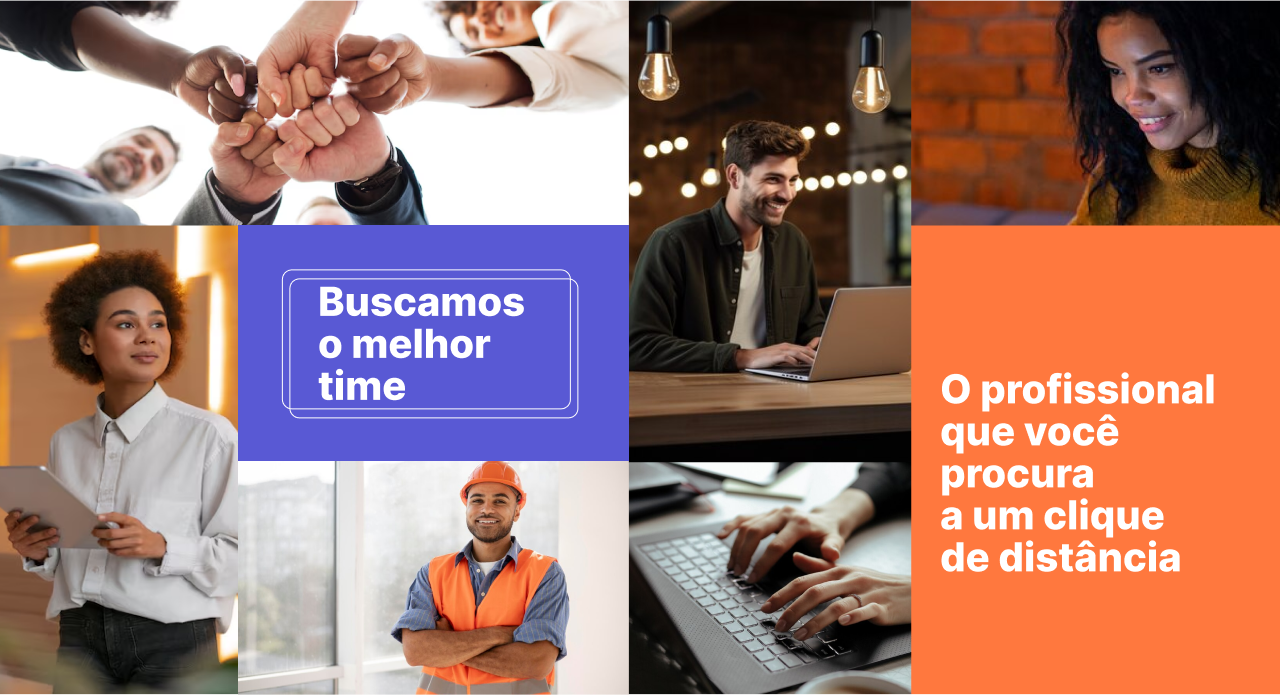 Buscamos
o melhor
time
O profissional
que você
procura
a um clique
de distância